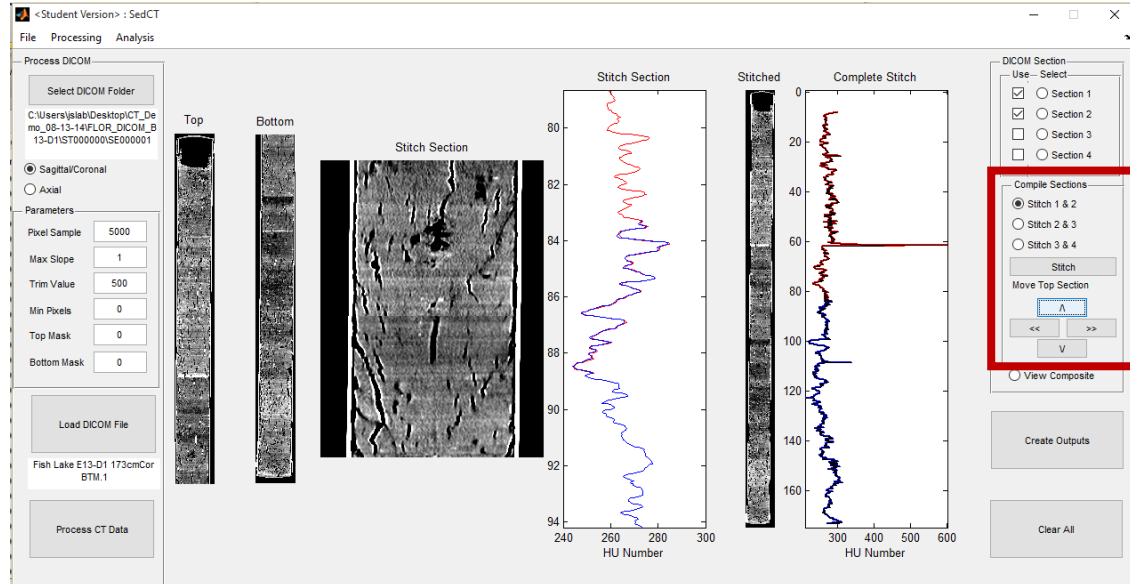 <Student Version> : SedCT
File Processing Analysis
Process DICOM
Select DICOM Folder
C:\Users\jslab\Desktop\CT_De
mo_08-13-14\FLOR_DICOM_B
13-D1\ST000000\SE000001
Sagittal/Coronal
Axial
Parameters
Pixel Sample 5000
Max Slope 1
Trim Value 500
Min Pixels 0
Top Mask 0
Bottom Mask 0
Load DICOM File
Fish Lake E13-D1 173cmCor
BTM.1
Process CT Data
Top
Bottom
Stitch Section
Stitch Section
80
82
84
86
88
90
92
94
240 260 280 300
HU Number
Stitched
Complete Stitch
0
20
40
60
80
100
120
140
160
300 400 500 600
HU Number
DICOM Section
Use Select
Section 1
Section 2
Section 3
Section 4
Compile Sections
Stitch 1 & 2
Stitch 2 & 3
Stitch 3 & 4
Stitch
Move Top Section
Λ
<< >>
V
View Composite
Create Outputs
Clear All